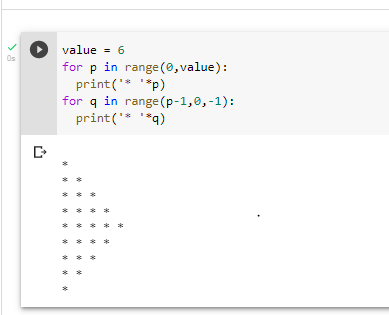 0s
value = 6
for p in range(0,value):
  print('* '*p)
for q in range(p-1,0,-1):
  print('* '*q)
*
* *
* * *
* * * *
* * * * *
* * * *
* * *
* *
*